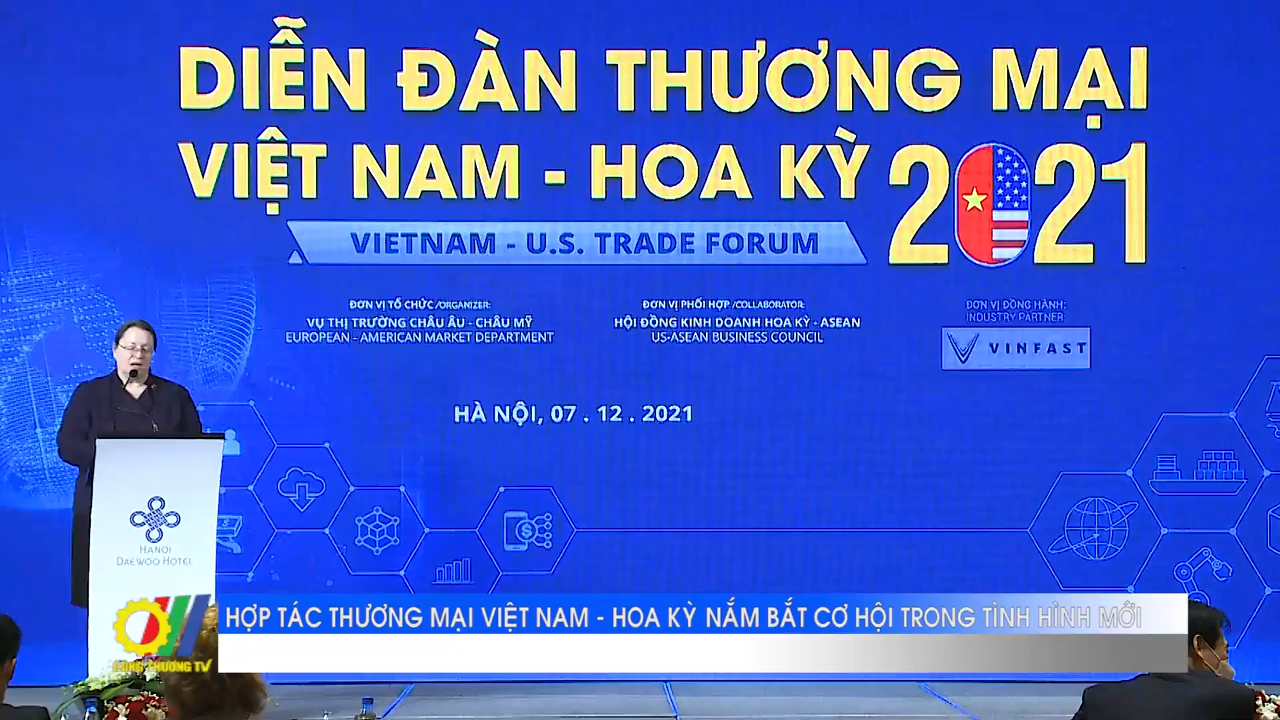 DIỄN ĐÀN THƯƠNG MẠI
VIỆT NAM - HOA KỲ 2021
VIETNAM - U.S. TRADE FORUM
ĐƠN VỊ TỔ CHỨC /ORGANIZER:
VỤ THỊ TRƯỜNG CHÂU ÂU - CHÂU MỸ
EUROPEAN - AMERICAN MARKET DEPARTMENT
ĐƠN VỊ PHỐI HỢP /COLLABORATOR:
HỘI ĐỒNG KINH DOANH HOA KỲ - ASEAN
US-ASEAN BUSINESS COUNCIL
ĐƠN VỊ ĐỒNG HÀNH:
INDUSTRY PARTNER
VINFAST
HÀ NỘI, 07 . 12 . 2021
HANOI
DAEWOO HOTEL
HỢP TÁC THƯƠNG MẠI VIỆT NAM - HOA KỲ NẮM BẮT CƠ HỘI TRONG TÌNH HÌNH MỚI
CÔNG THƯƠNG TV